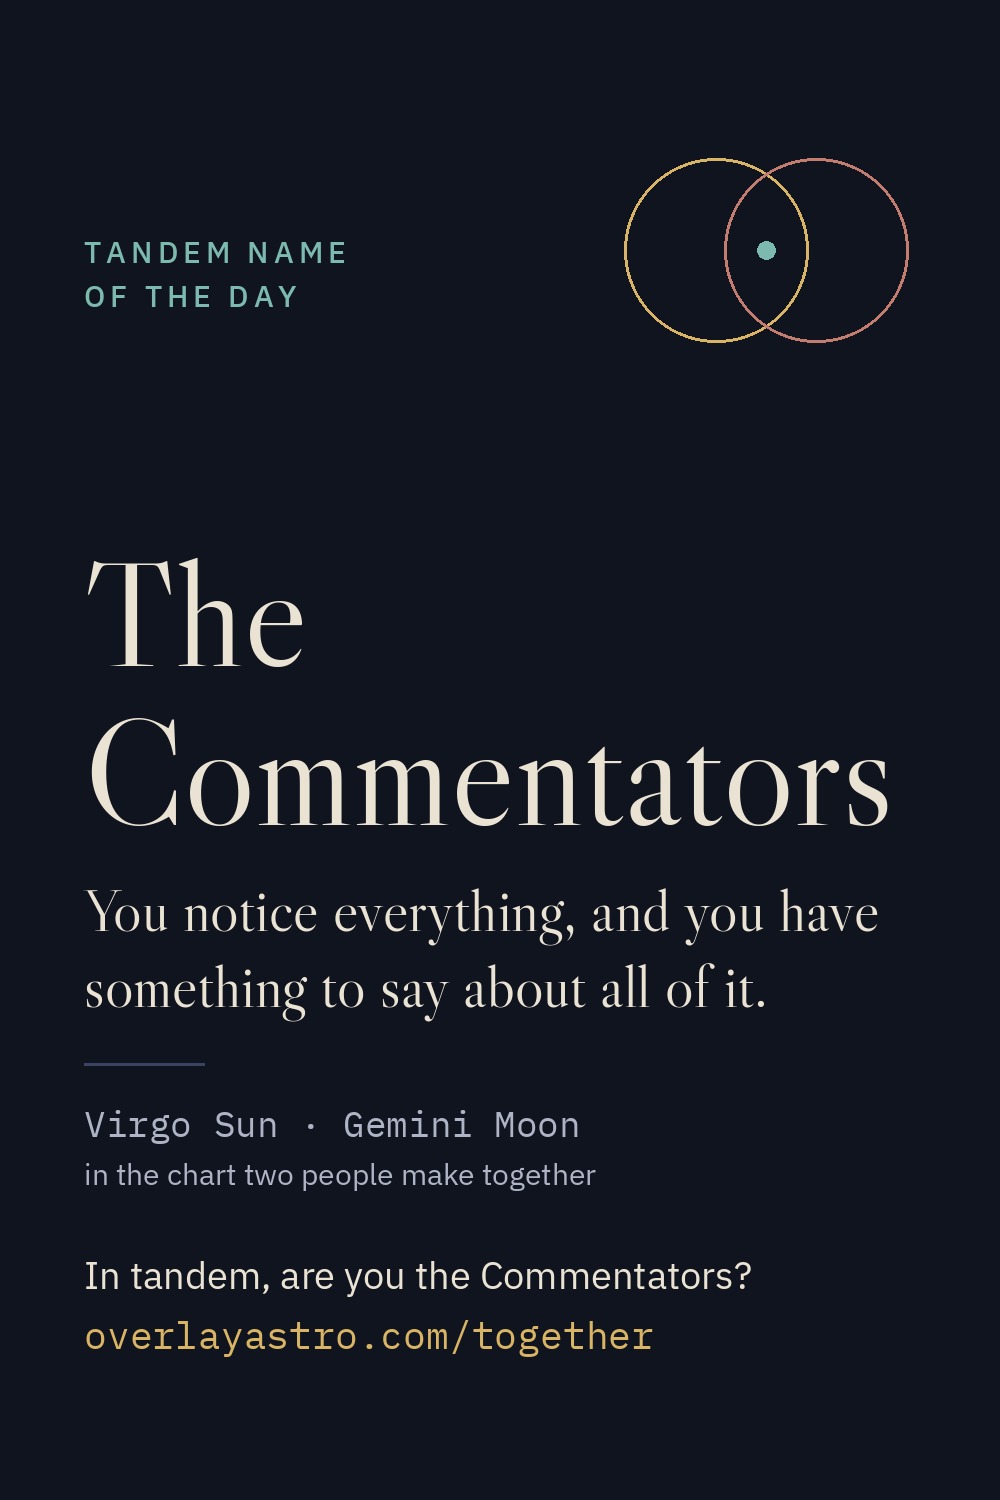 TANDEM NAME
OF THE DAY
The
Commentators
You notice everything, and you have
something to say about all of it.
Virgo Sun · Gemini Moon
in the chart two people make together
In tandem, are you the Commentators?
overlayastro.com/together